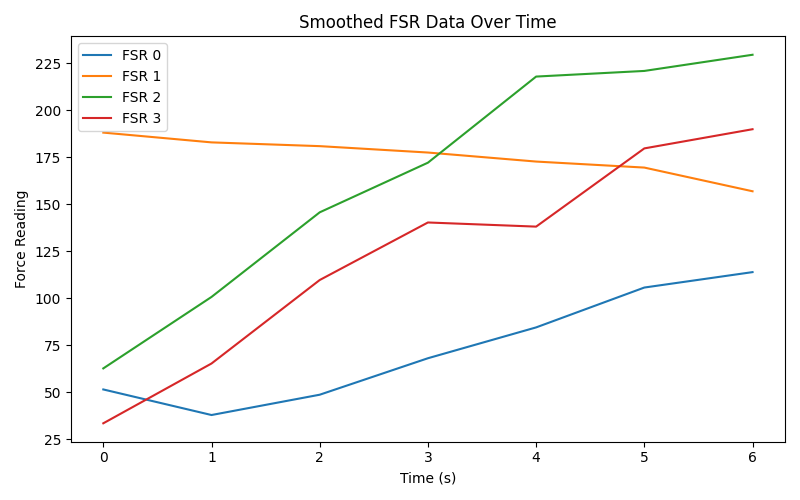 Smoothed FSR Data Over Time
FSR 0
FSR 1
FSR 2
FSR 3
225
200
175
150
125
100
75
50
25
Force Reading
0 1 2 3 4 5 6
Time (s)